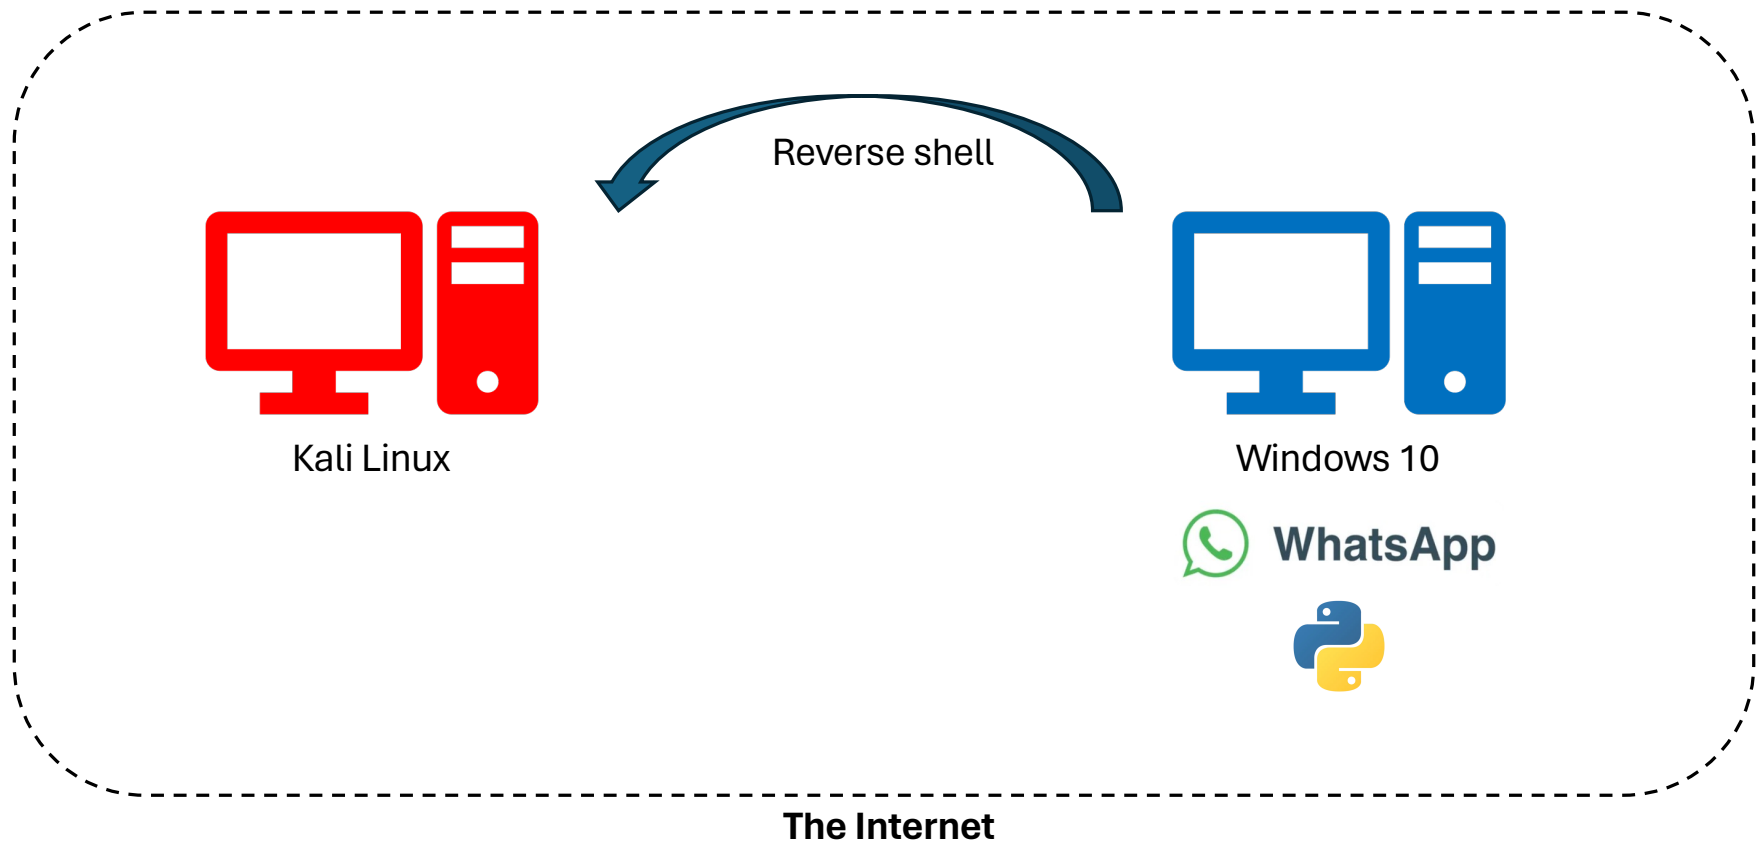 Reverse shell
Kali Linux
Windows 10
WhatsApp
The Internet